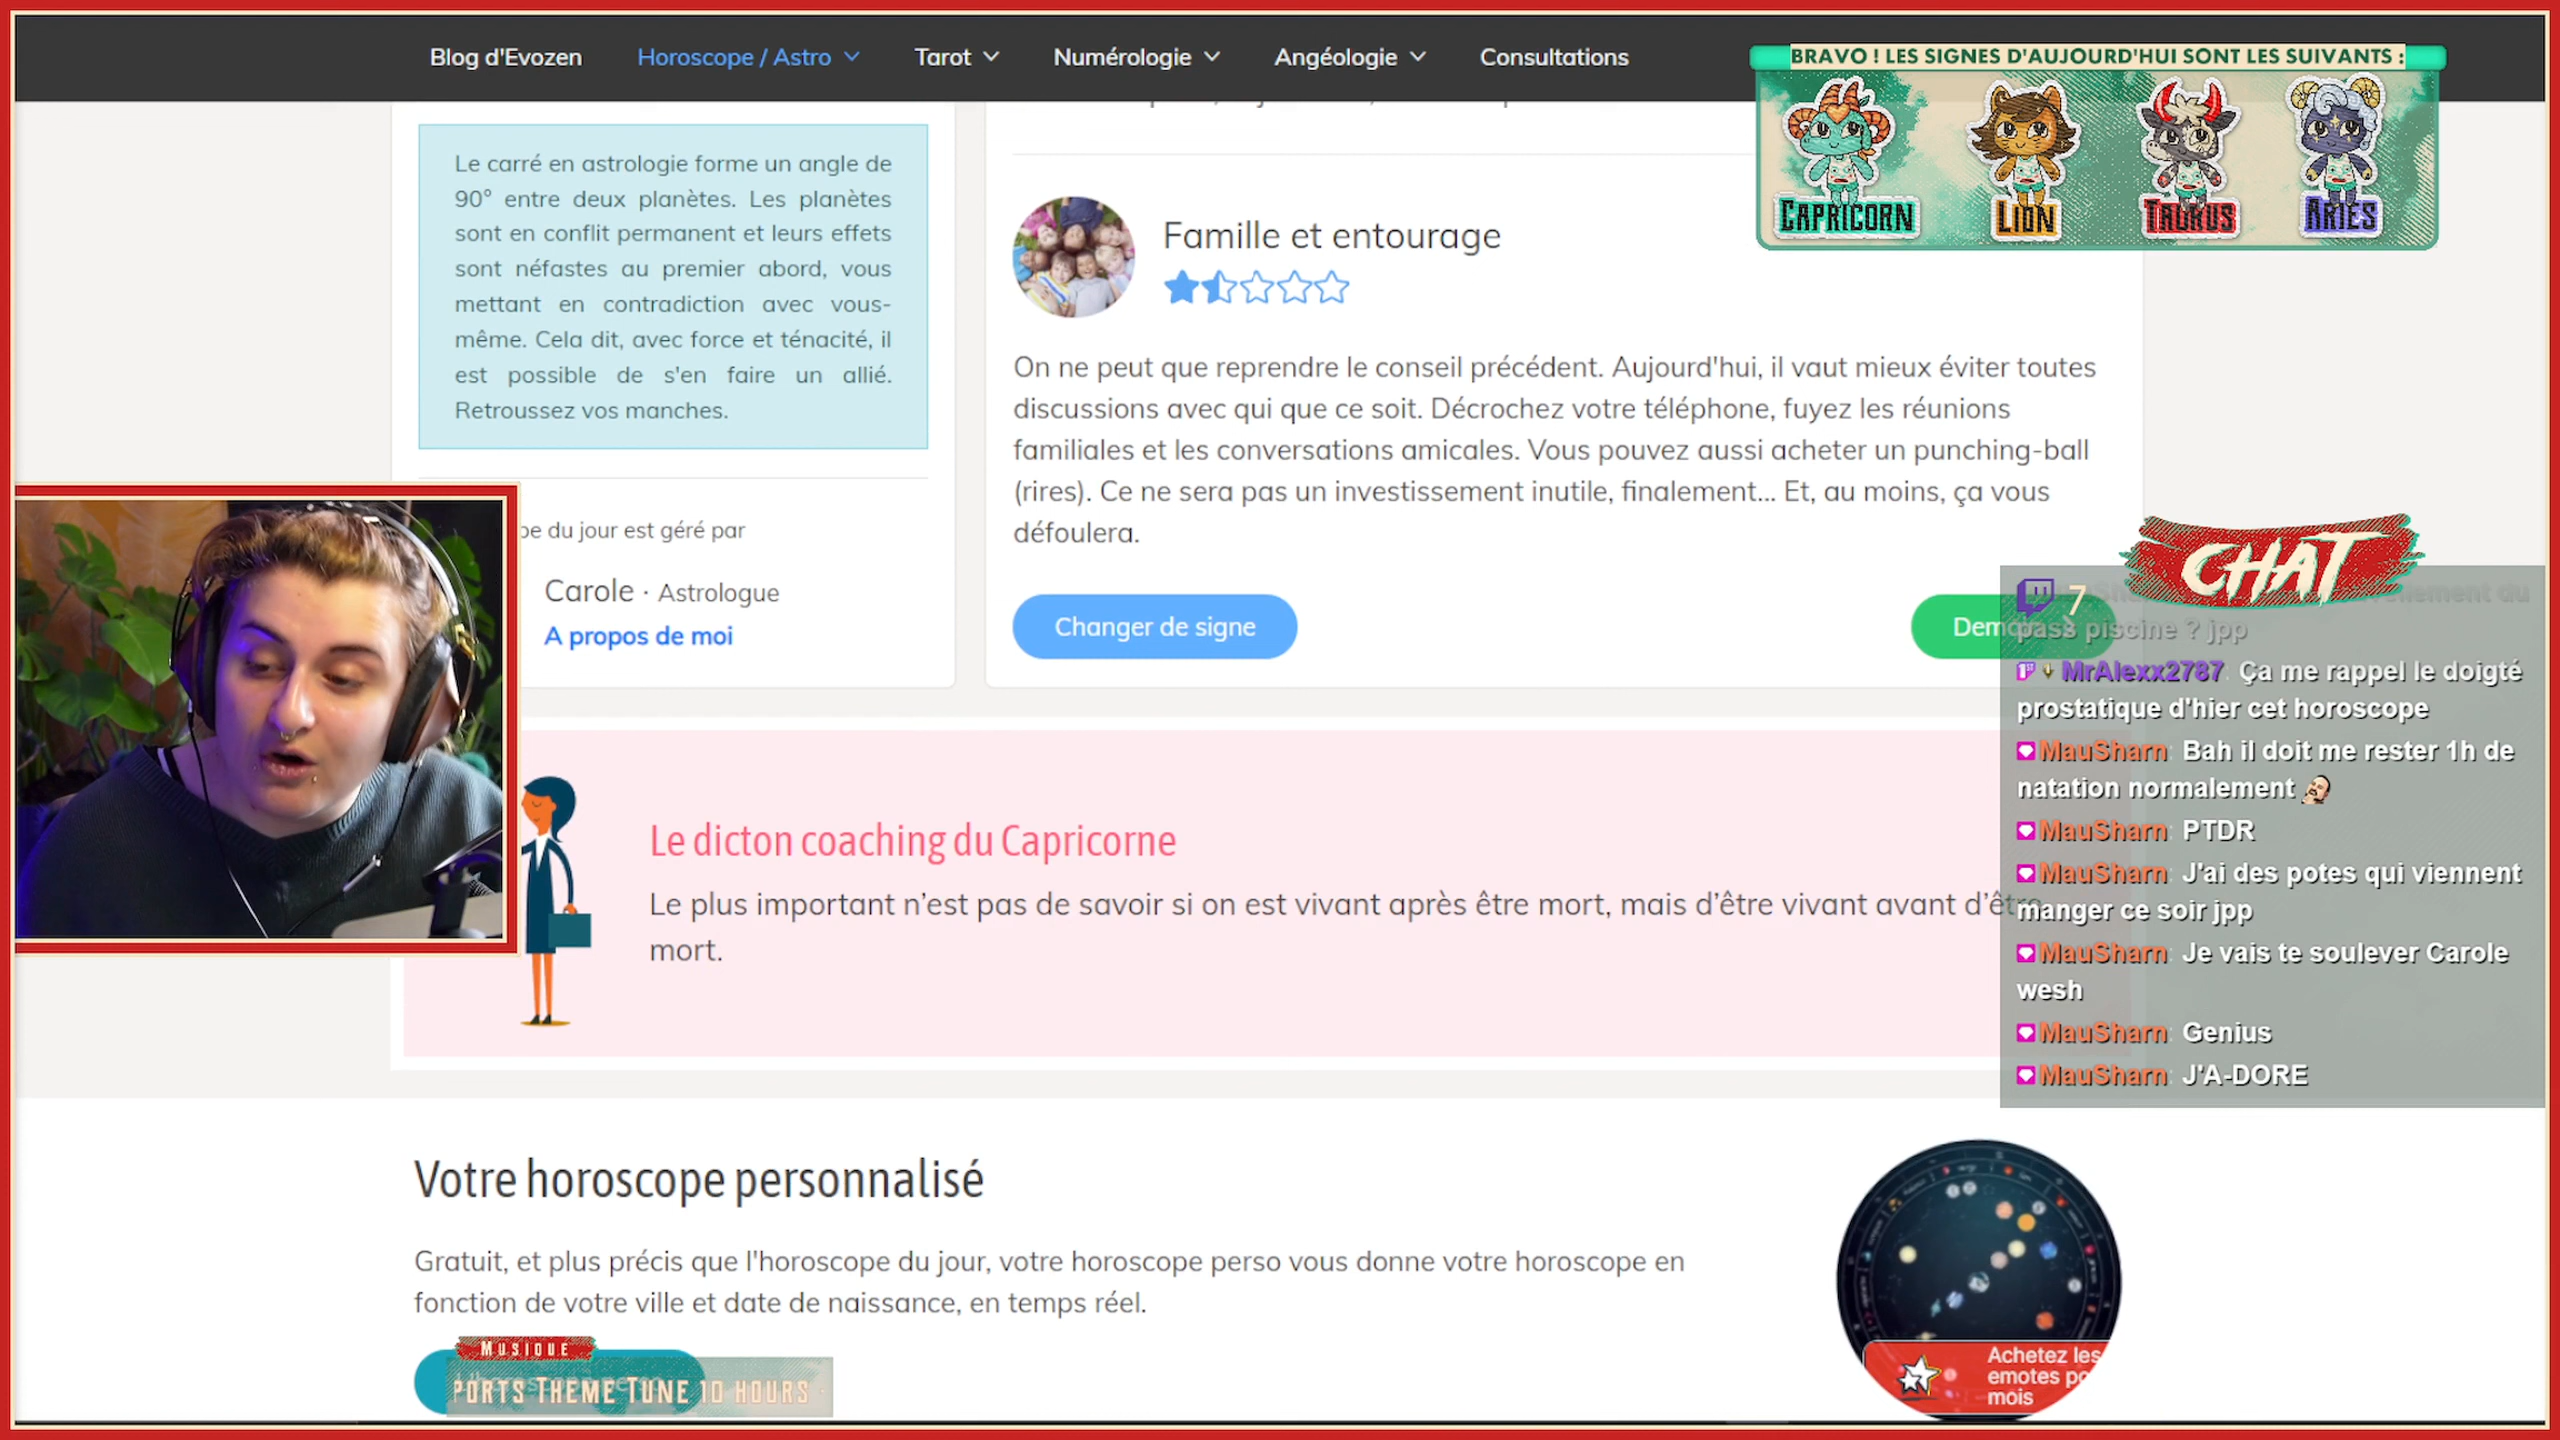 Blog d'Evozen
Horoscope / Astro
Tarot
Numérologie
Angéologie
Consultations
BRAVO ! LES SIGNES D'AUJOURD'HUI SONT LES SUIVANTS :
CAPRICORN
LION
TAURUS
ARIES
Le carré en astrologie forme un angle de
90° entre deux planètes. Les planètes
sont en conflit permanent et leurs effets
sont néfastes au premier abord, vous
mettant en contradiction avec vous-
même. Cela dit, avec force et ténacité, il
est possible de s'en faire un allié.
Retroussez vos manches.
du jour est géré par
Carole · Astrologue
A propos de moi
Famille et entourage
On ne peut que reprendre le conseil précédent. Aujourd'hui, il vaut mieux éviter toutes
discussions avec qui que ce soit. Décrochez votre téléphone, fuyez les réunions
familiales et les conversations amicales. Vous pouvez aussi acheter un punching-ball
(rires). Ce ne sera pas un investissement inutile, finalement... Et, au moins, ça vous
défoulera.
Changer de signe
CHAT
7
pass piscine ? jpp
MrAlexx2787: Ça me rappel le doigté
prostatique d'hier cet horoscope
MauSharn: Bah il doit me rester 1h de
natation normalement
MauSharn: PTDR
MauSharn: J'ai des potes qui viennent
manger ce soir jpp
MauSharn: Je vais te soulever Carole
wesh
MauSharn: Genius
MauSharn: J'A-DORE
Le dicton coaching du Capricorne
Le plus important n’est pas de savoir si on est vivant après être mort, mais d’être vivant avant d’être
mort.
Votre horoscope personnalisé
Gratuit, et plus précis que l'horoscope du jour, votre horoscope perso vous donne votre horoscope en
fonction de votre ville et date de naissance, en temps réel.
MUSIQUE
PORTS THEME TUNE 10 HOURS
Achetez les
emotes
mois